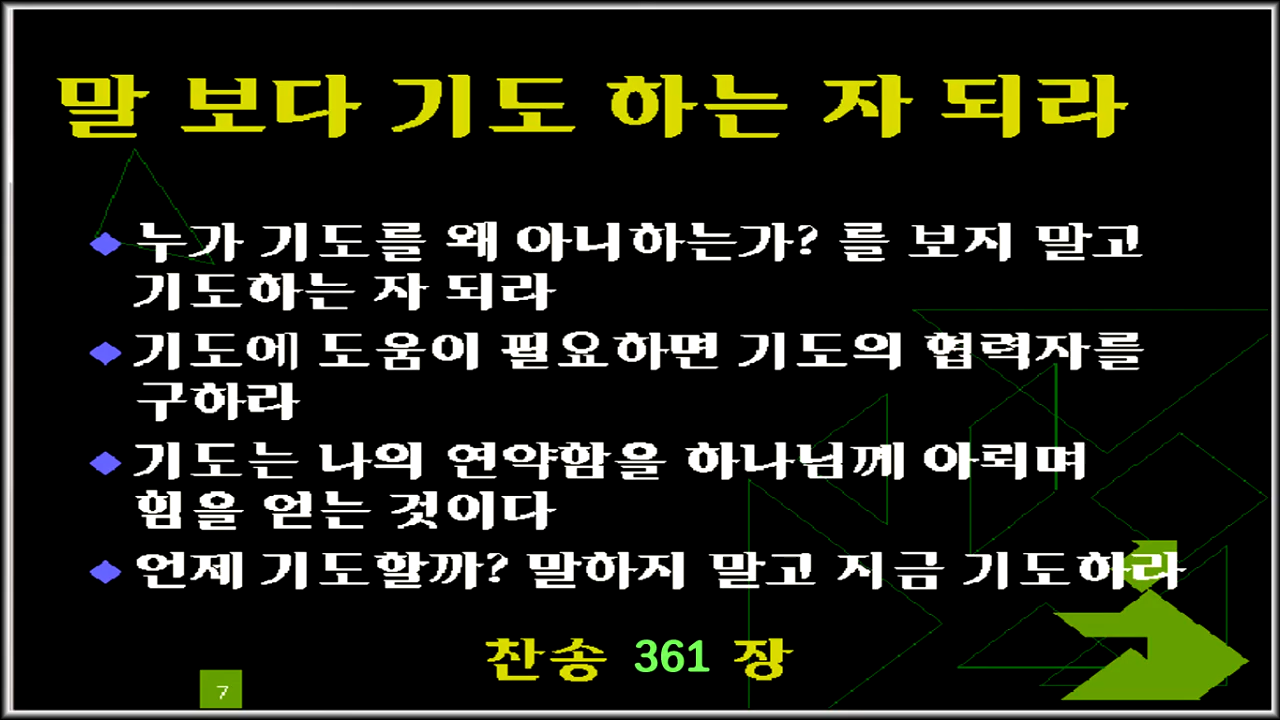 말 보다 기도 하는 자 되라
누가 기도를 왜 아니하는가? 를 보지 말고
기도하는 자 되라
기도에 도움이 필요하면 기도의 협력자를
구하라
기도는 나의 연약함을 하나님께 아뢰며
힘을 얻는 것이다
언제 기도할까? 말하지 말고 지금 기도하라
찬송 361 장
7